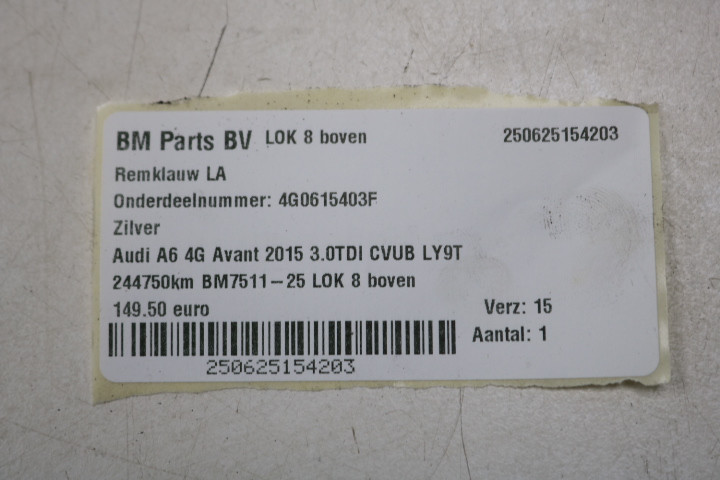 BM Parts BV LOK 8 boven 250625154203
Remklauw LA
Onderdeelnummer: 4G0615403F
Zilver
Audi A6 4G Avant 2015 3.0TDI CVUB LY9T
244750km BM7511-25 LOK 8 boven
149.50 euro Verz: 15
Aantal: 1
250625154203